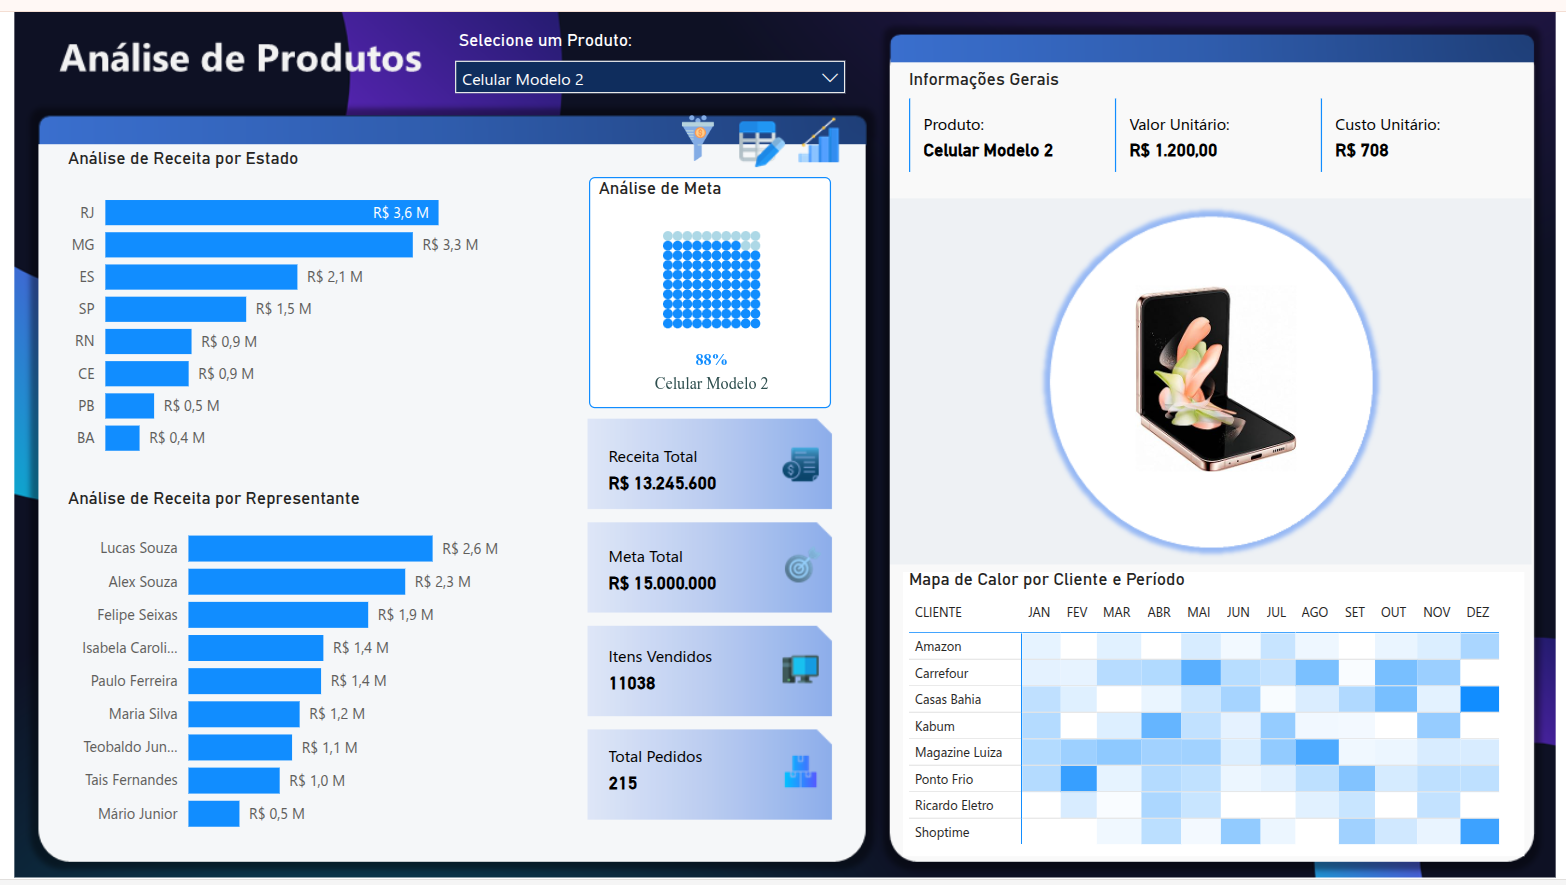 Análise de Produtos
Selecione um Produto:
Celular Modelo 2
Análise de Receita por Estado
RJ R$ 3,6 M
MG R$ 3,3 M
ES R$ 2,1 M
SP R$ 1,5 M
RN R$ 0,9 M
CE R$ 0,9 M
PB R$ 0,5 M
BA R$ 0,4 M
Análise de Receita por Representante
Lucas Souza R$ 2,6 M
Alex Souza R$ 2,3 M
Felipe Seixas R$ 1,9 M
Isabela Caroli... R$ 1,4 M
Paulo Ferreira R$ 1,4 M
Maria Silva R$ 1,2 M
Teobaldo Jun... R$ 1,1 M
Tais Fernandes R$ 1,0 M
Mário Junior R$ 0,5 M
Análise de Meta
88%
Celular Modelo 2
Receita Total
R$ 13.245.600
Meta Total
R$ 15.000.000
Itens Vendidos
11038
Total Pedidos
215
Informações Gerais
Produto:
Celular Modelo 2
Valor Unitário:
R$ 1.200,00
Custo Unitário:
R$ 708
Mapa de Calor por Cliente e Período
CLIENTE JAN FEV MAR ABR MAI JUN JUL AGO SET OUT NOV DEZ
Amazon
Carrefour
Casas Bahia
Kabum
Magazine Luiza
Ponto Frio
Ricardo Eletro
Shoptime